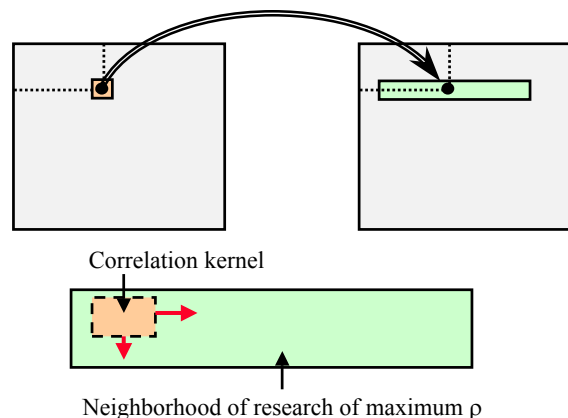 Correlation kernel
Neighborhood of research of maximum ρ